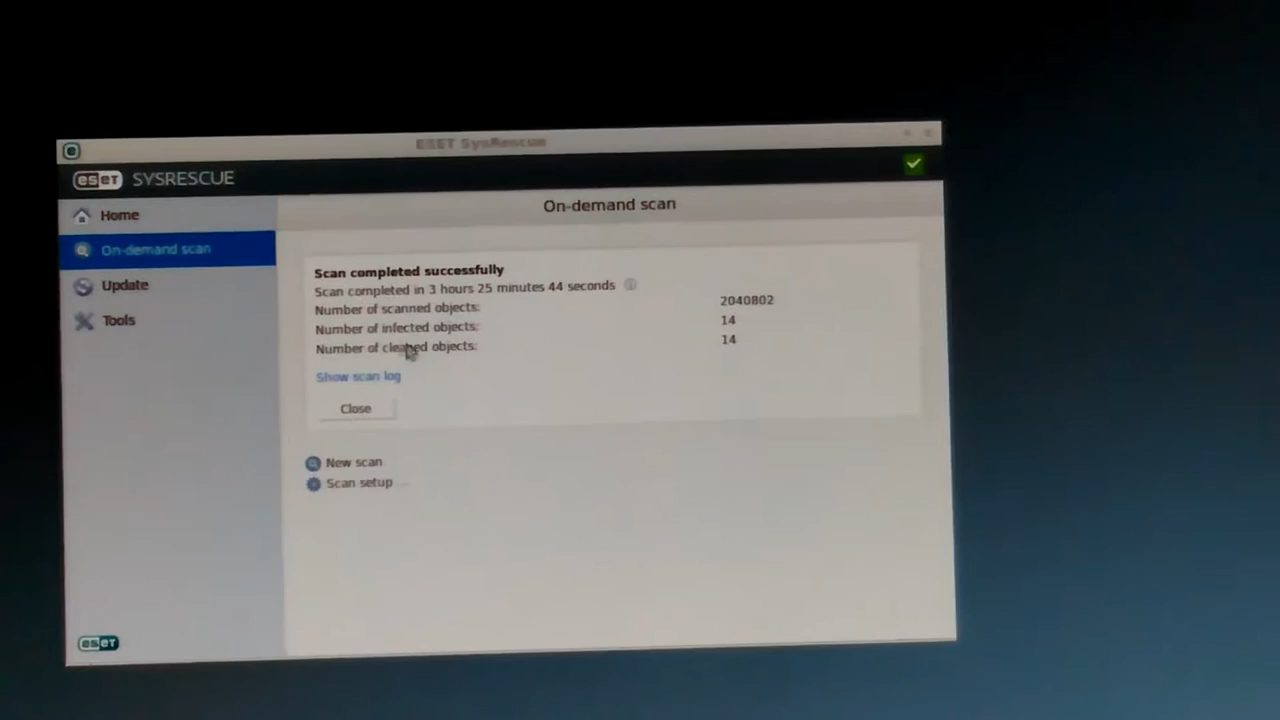 ESET SysRescue
eseT SYSRESCUE
Home
On-demand scan
Update
Tools
On-demand scan
Scan completed successfully
Scan completed in 3 hours 25 minutes 44 seconds
Number of scanned objects: 2040802
Number of infected objects: 14
Number of cleaned objects: 14
Show scan log
Close
New scan
Scan setup
eseT